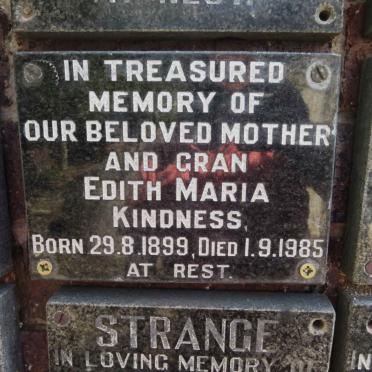 IN TREASURED
MEMORY OF
OUR BELOVED MOTHER
AND GRAN
EDITH MARIA
KINDNESS
BORN 29.8.1899, DIED 1.9.1985
AT REST.
STRANGE
IN LOVING MEMORY